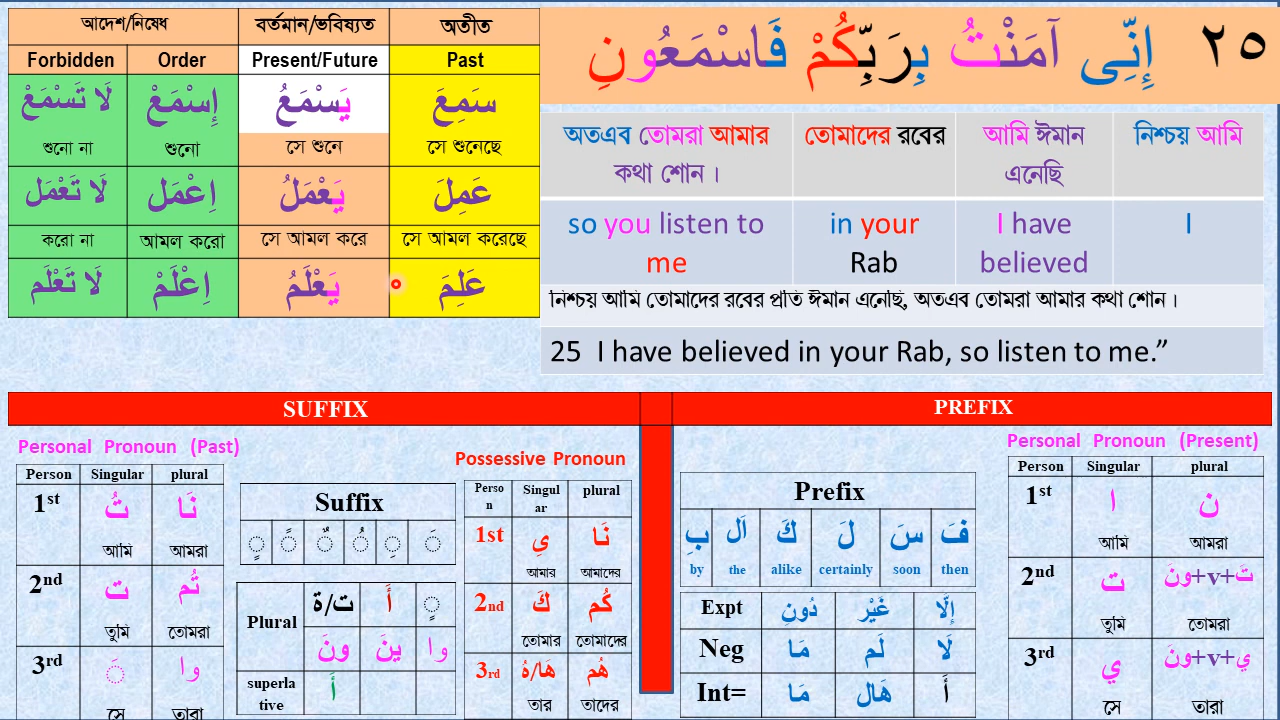 আদেশ/নিষেধ বর্তমান/ভবিষ্যত অতীত
Forbidden Order Present/Future Past
لَا تَسْمَعْ إِسْمَعْ يَسْمَعُ سَمِعَ
শুনো না শুনো সে শুনে সে শুনেছে
لَا تَعْمَل اِعْمَل يَعْمَلُ عَمِلَ
করো না আমল করো সে আমল করে সে আমল করেছে
لَا تَعْلَم اِعْلَمْ يَعْلَمُ عَلِمَ
٢٥ إِنِّى آمَنْتُ بِرَبِّكُمْ فَاسْمَعُونِ
অতএব তোমরা আমার তোমাদের রবের আমি ঈমান নিশ্চয় আমি
কথা শোন। এনেছি
so you listen to in your I have I
me Rab believed
নিশ্চয় আমি তোমাদের রবের প্রতি ঈমান এনেছি, অতএব তোমরা আমার কথা শোন।
25 I have believed in your Rab, so listen to me.”
SUFFIX
Personal Pronoun (Past)
Person Singular plural
1st تُ نَا
আমি আমরা
2nd ت تُم
তুমি তোমরা
3rd َ وا
সে তারা
Suffix
ٍ ً ٌ ُ ِ َ
Plural ت/ة أَ ٍ
ونَ ينَ وا
superla
tive أَ
Possessive Pronoun
Perso Singul plural
n ar
1st يِ نَا
আমার আমাদের
2nd كَ كُم
তোমার তোমাদের
3rd هَا/هُ هُم
তার তাদের
PREFIX
Prefix
بِ اَل كَ لَ سَ فَ
by the alike certainly soon then
Expt دُونِ غَيْر إِلَّا
Neg مَا لَم لَا
Int= مَا هَال أَ
Personal Pronoun (Present)
Person Singular plural
1st ا ن
আমি আমরা
2nd ت تَ+v+ونَ
তুমি তোমরা
3rd ي ي+v+ونَ
সে তারা